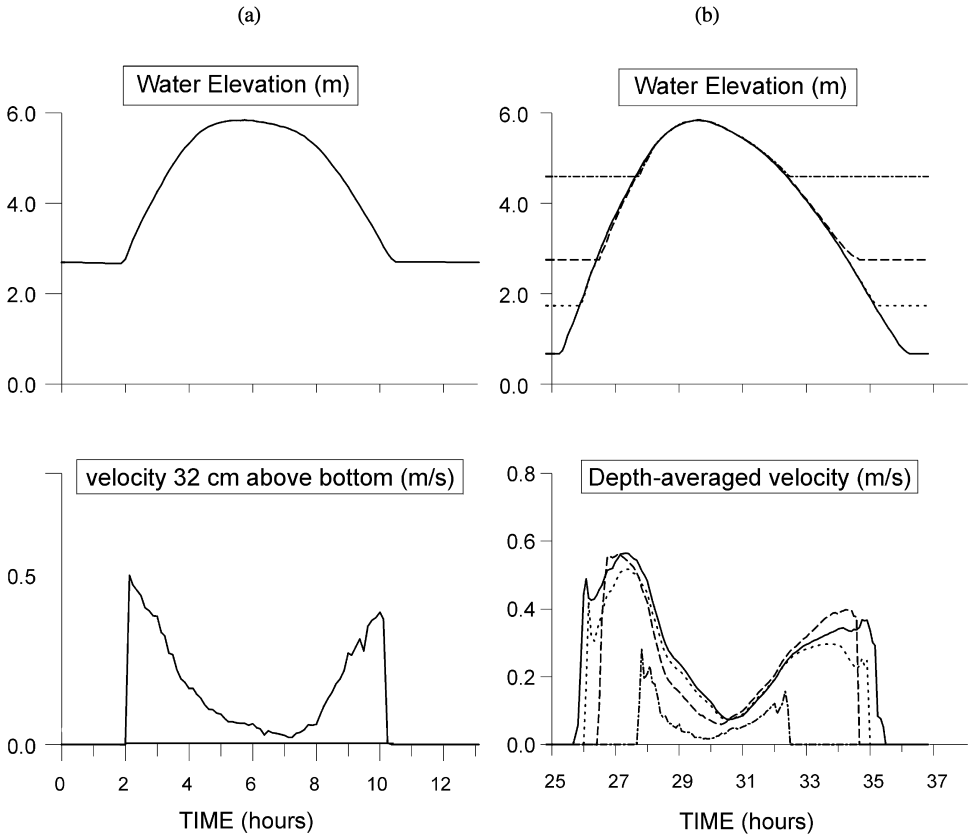 (a)
(b)
Water Elevation (m)
Water Elevation (m)
6.0
4.0
2.0
0.0
6.0
4.0
2.0
0.0
velocity 32 cm above bottom (m/s)
Depth-averaged velocity (m/s)
0.5
0.0
0.8
0.6
0.4
0.2
0.0
0 2 4 6 8 10 12
25 27 29 31 33 35 37
TIME (hours)
TIME (hours)